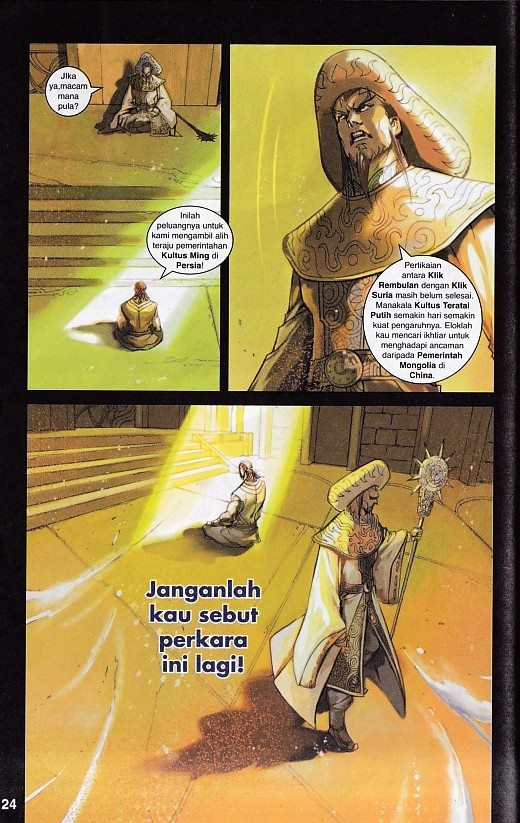 JIka
ya,macam
mana
pula?
Inilah
peluangnya untuk
kami mengambil alih
teraju pemerintahan
Kultus Ming di
Persia!
Pertikaian
antara Klik
Rembulan dengan Klik
Suria masih belum selesai.
Manakala Kultus Teratai
Putih semakin hari semakin
kuat pengaruhnya. Eloklah
kau mencari ikhtiar untuk
menghadapi ancaman
daripada Pemerintah
Mongolia di
China.
Janganlah
kau sebut
perkara
ini lagi!
24